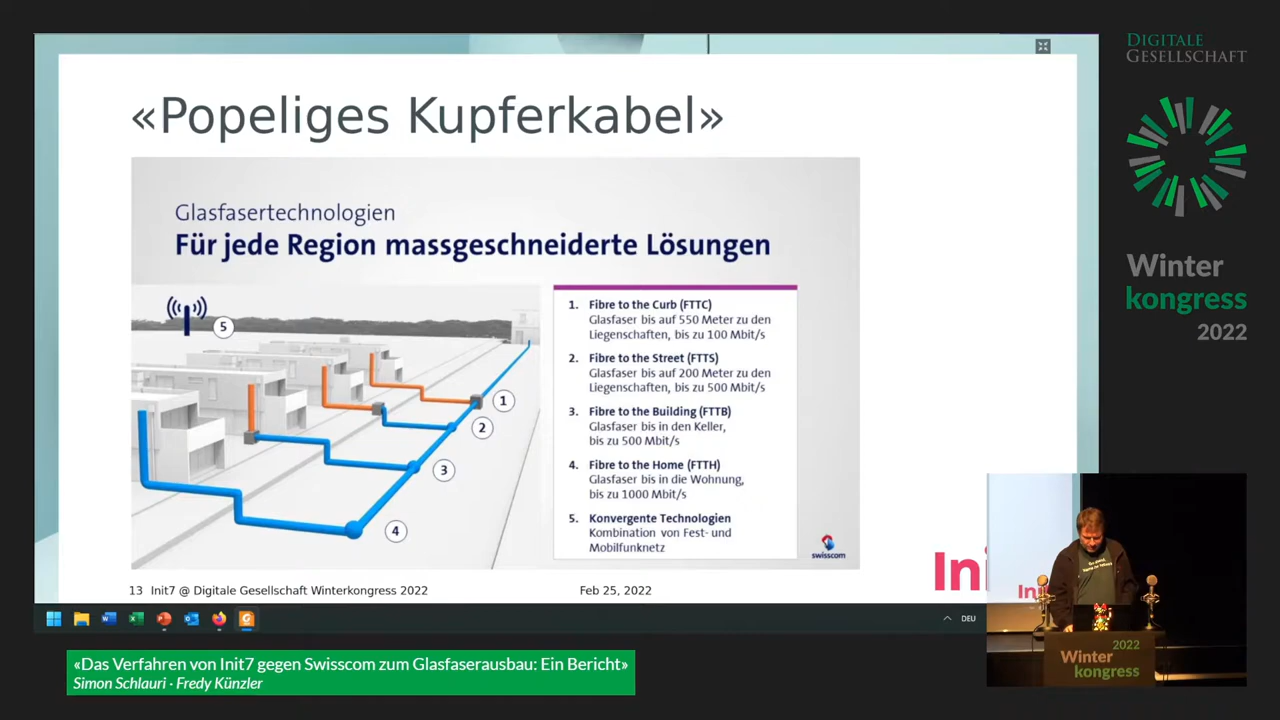 DIGITALE
GESELLSCHAFT
«Popeliges Kupferkabel»
Glasfasertechnologien
Für jede Region massgeschneiderte Lösungen
5
1
2
3
4
1. Fibre to the Curb (FTTC)
Glasfaser bis auf 550 Meter zu den
Liegenschaften, bis zu 100 Mbit/s
2. Fibre to the Street (FTTS)
Glasfaser bis auf 200 Meter zu den
Liegenschaften, bis zu 500 Mbit/s
3. Fibre to the Building (FTTB)
Glasfaser bis in den Keller,
bis zu 500 Mbit/s
4. Fibre to the Home (FTTH)
Glasfaser bis in die Wohnung,
bis zu 1000 Mbit/s
5. Konvergente Technologien
Kombination von Fest- und
Mobilfunknetz
swisscom
13 Init7 @ Digitale Gesellschaft Winterkongress 2022
Feb 25, 2022
DEU
Winter
kongress
2022
2022
Winter
kongress
«Das Verfahren von Init7 gegen Swisscom zum Glasfaserausbau: Ein Bericht»
Simon Schlauri · Fredy Künzler